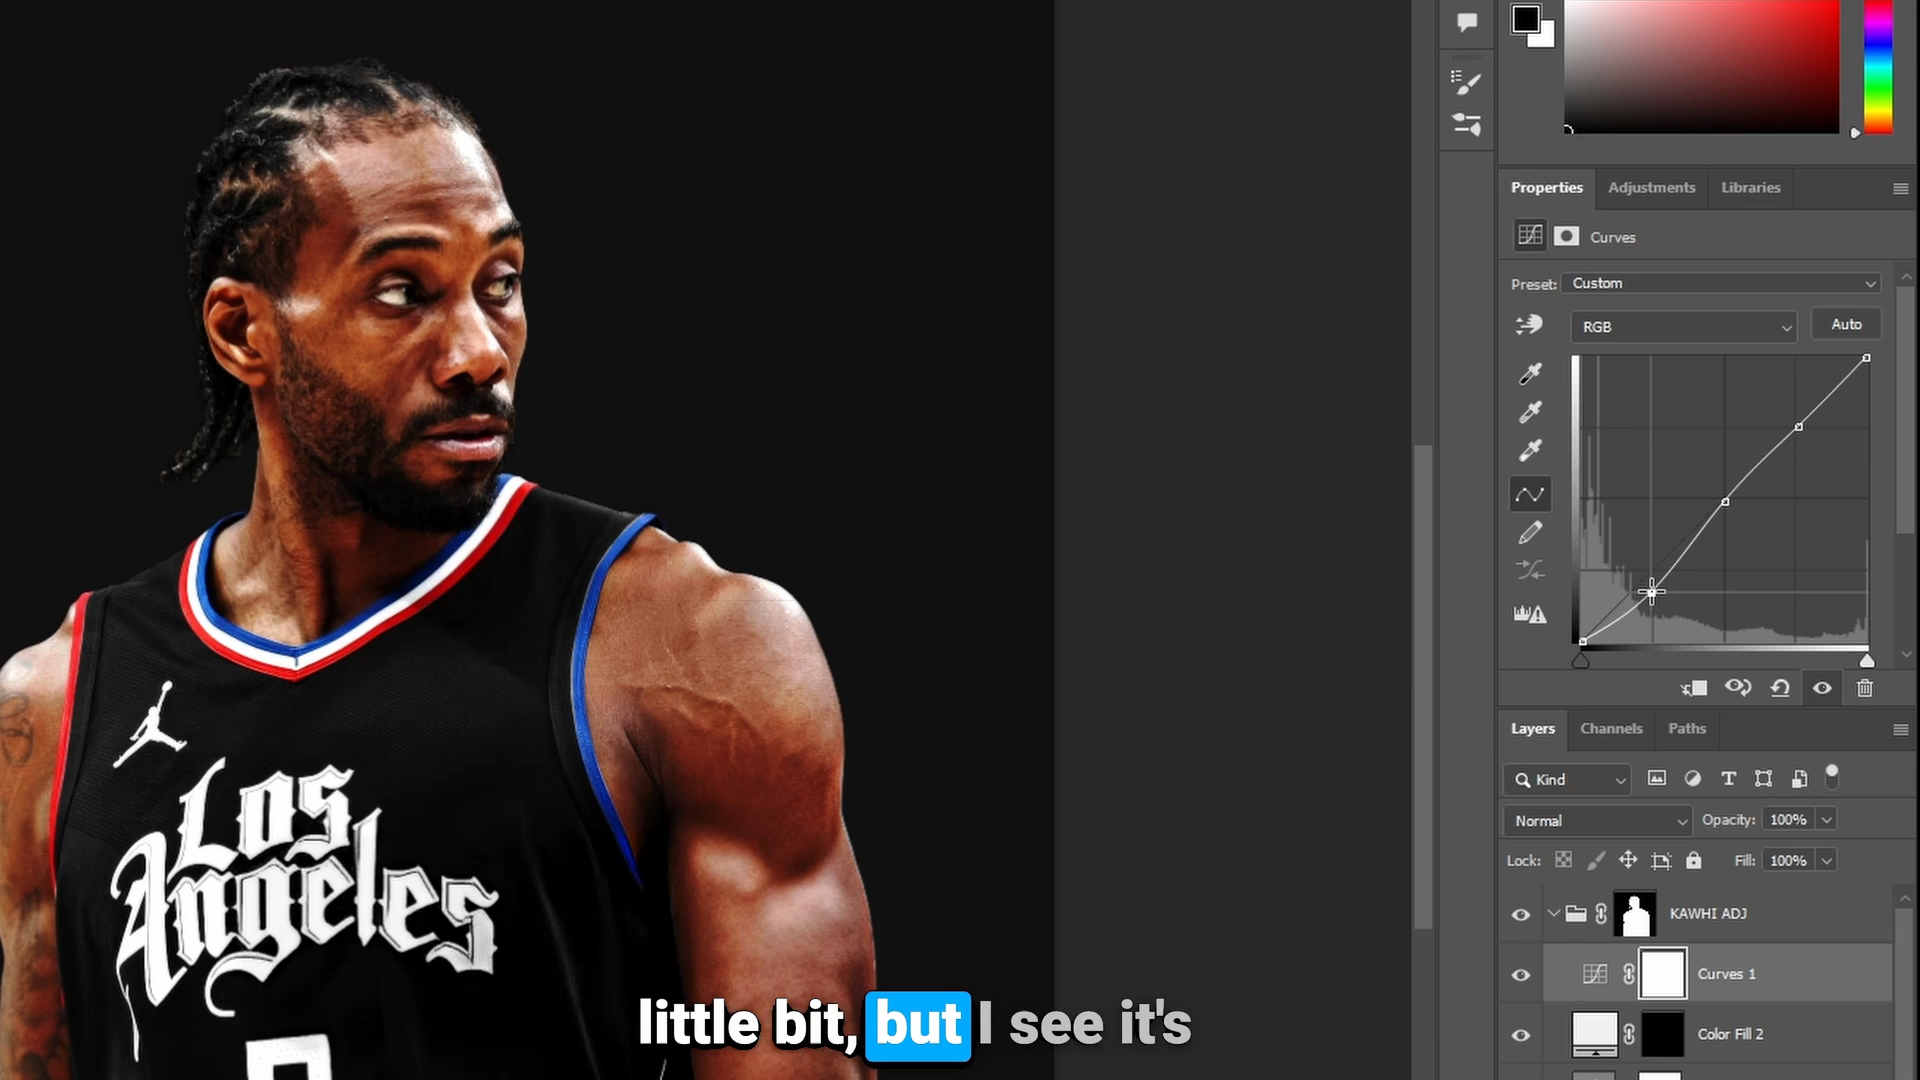 Properties Adjustments Libraries
Curves
Preset: Custom
RGB Auto
Layers Channels Paths
Kind
Normal Opacity: 100%
Lock: Fill: 100%
KAWHI ADJ
Curves 1
Color Fill 2
Los
Angeles
little bit, but I see it's